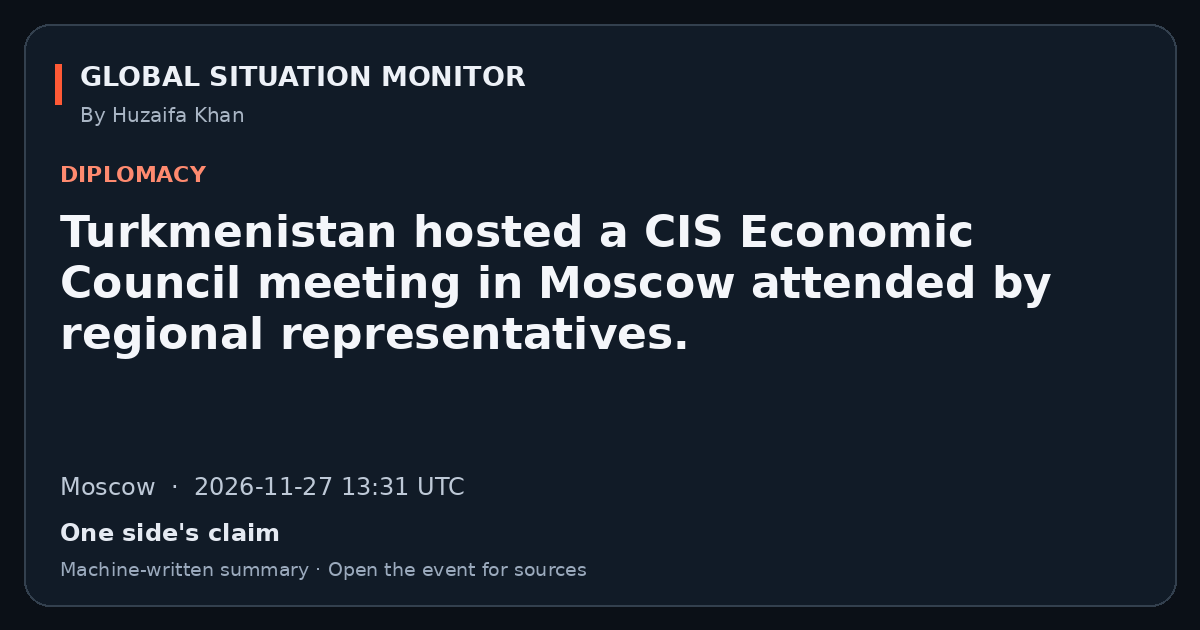 GLOBAL SITUATION MONITOR
By Huzaifa Khan
DIPLOMACY
Turkmenistan hosted a CIS Economic
Council meeting in Moscow attended by
regional representatives.
Moscow · 2026-11-27 13:31 UTC
One side's claim
Machine-written summary · Open the event for sources